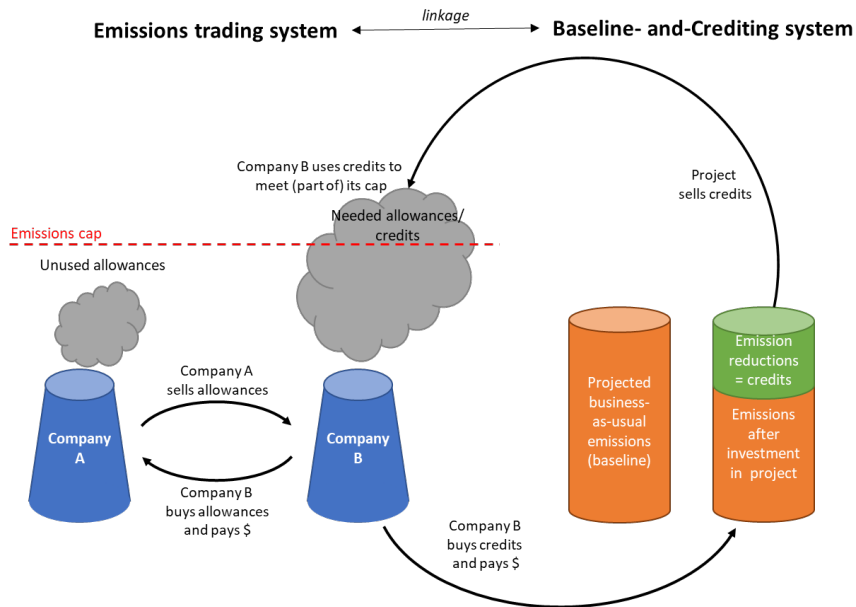 Emissions trading system
linkage
Baseline- and-Crediting system
Company B uses credits to
meet (part of) its cap
Project
sells credits
Needed allowances/
credits
Emissions cap
Unused allowances
Company A
sells allowances
Company
A
Company
B
Company B
buys allowances
and pays $
Projected
business-
as-usual
emissions
(baseline)
Emission
reductions
= credits
Emissions
after
investment
in project
Company B
buys credits
and pays $